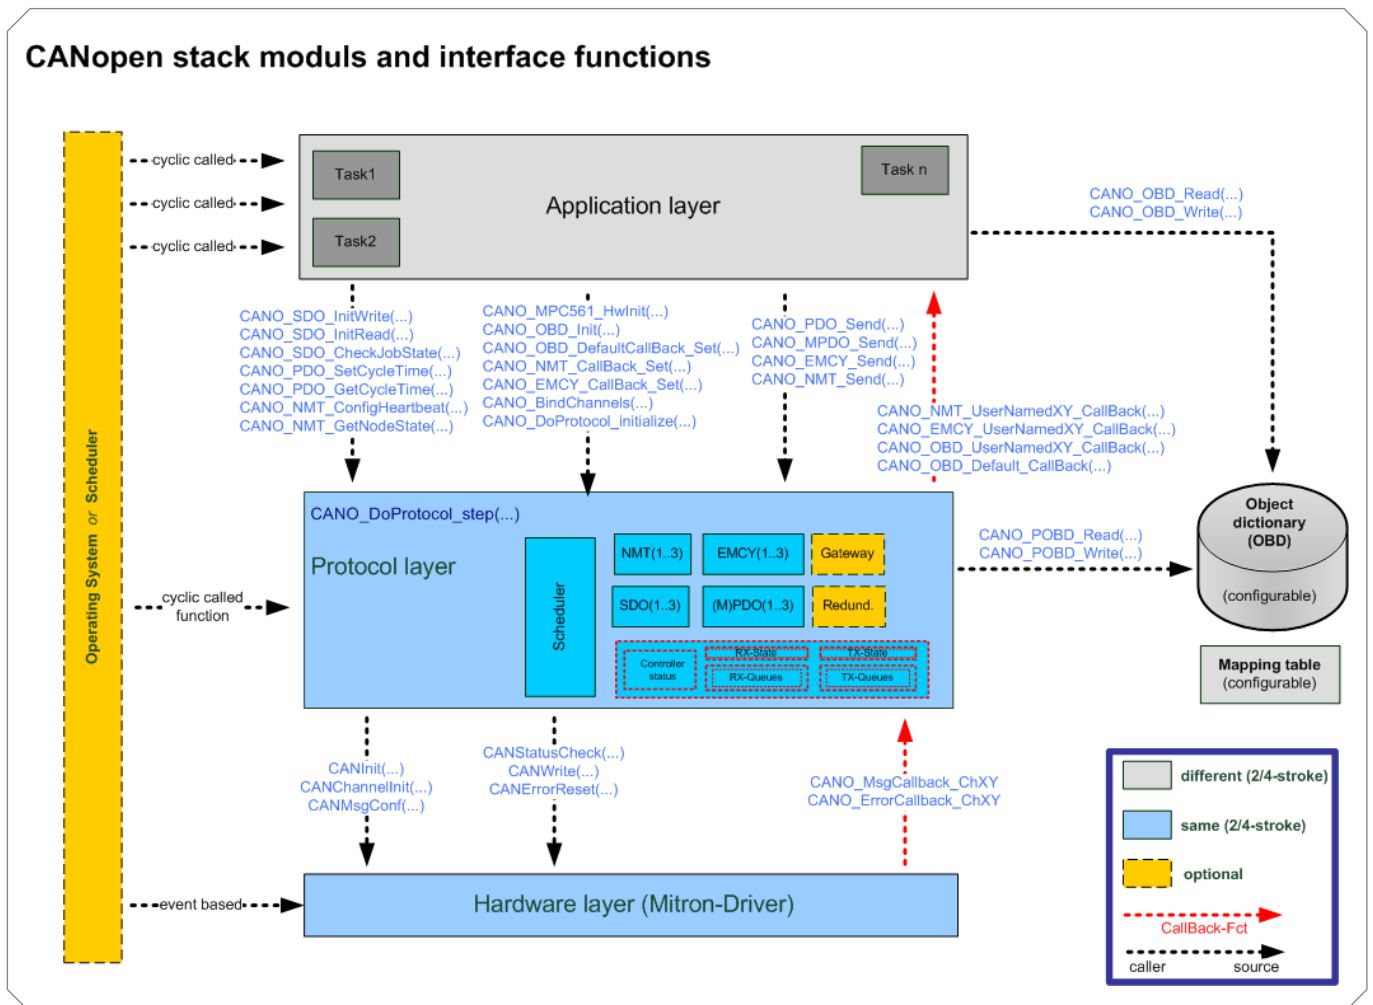 CANopen stack moduls and interface functions
Operating System or Scheduler
cyclic called
cyclic called
cyclic called
Task1
Task2
Application layer
Task n
CANO_OBD_Read(...)
CANO_OBD_Write(...)
CANO_SDO_InitWrite(...)
CANO_SDO_InitRead(...)
CANO_SDO_CheckJobState(...)
CANO_PDO_SetCycleTime(...)
CANO_PDO_GetCycleTime(...)
CANO_NMT_ConfigHeartbeat(...)
CANO_NMT_GetNodeState(...)
CANO_MPC561_HwInit(...)
CANO_OBD_Init(...)
CANO_OBD_DefaultCallBack_Set(...)
CANO_NMT_CallBack_Set(...)
CANO_EMCY_CallBack_Set(...)
CANO_BindChannels(...)
CANO_DoProtocol_initialize(...)
CANO_PDO_Send(...)
CANO_MPDO_Send(...)
CANO_EMCY_Send(...)
CANO_NMT_Send(...)
CANO_NMT_UserNamedXY_CallBack(...)
CANO_EMCY_UserNamedXY_CallBack(...)
CANO_OBD_UserNamedXY_CallBack(...)
CANO_OBD_Default_CallBack(...)
cyclic called
function
CANO_DoProtocol_step(...)
Protocol layer
Scheduler
NMT(1..3)
EMCY(1..3)
Gateway
SDO(1..3)
(M)PDO(1..3)
Redund.
Controller
status
RX-State
RX-Queues
TX-State
TX-Queues
CANO_POBD_Read(...)
CANO_POBD_Write(...)
Object
dictionary
(OBD)
(configurable)
Mapping table
(configurable)
CANInit(...)
CANChannelInit(...)
CANMsgConf(...)
CANStatusCheck(...)
CANWrite(...)
CANErrorReset(...)
CANO_MsgCallback_ChXY
CANO_ErrorCallback_ChXY
event based
Hardware layer (Mitron-Driver)
different (2/4-stroke)
same (2/4-stroke)
optional
CallBack-Fct
caller
source